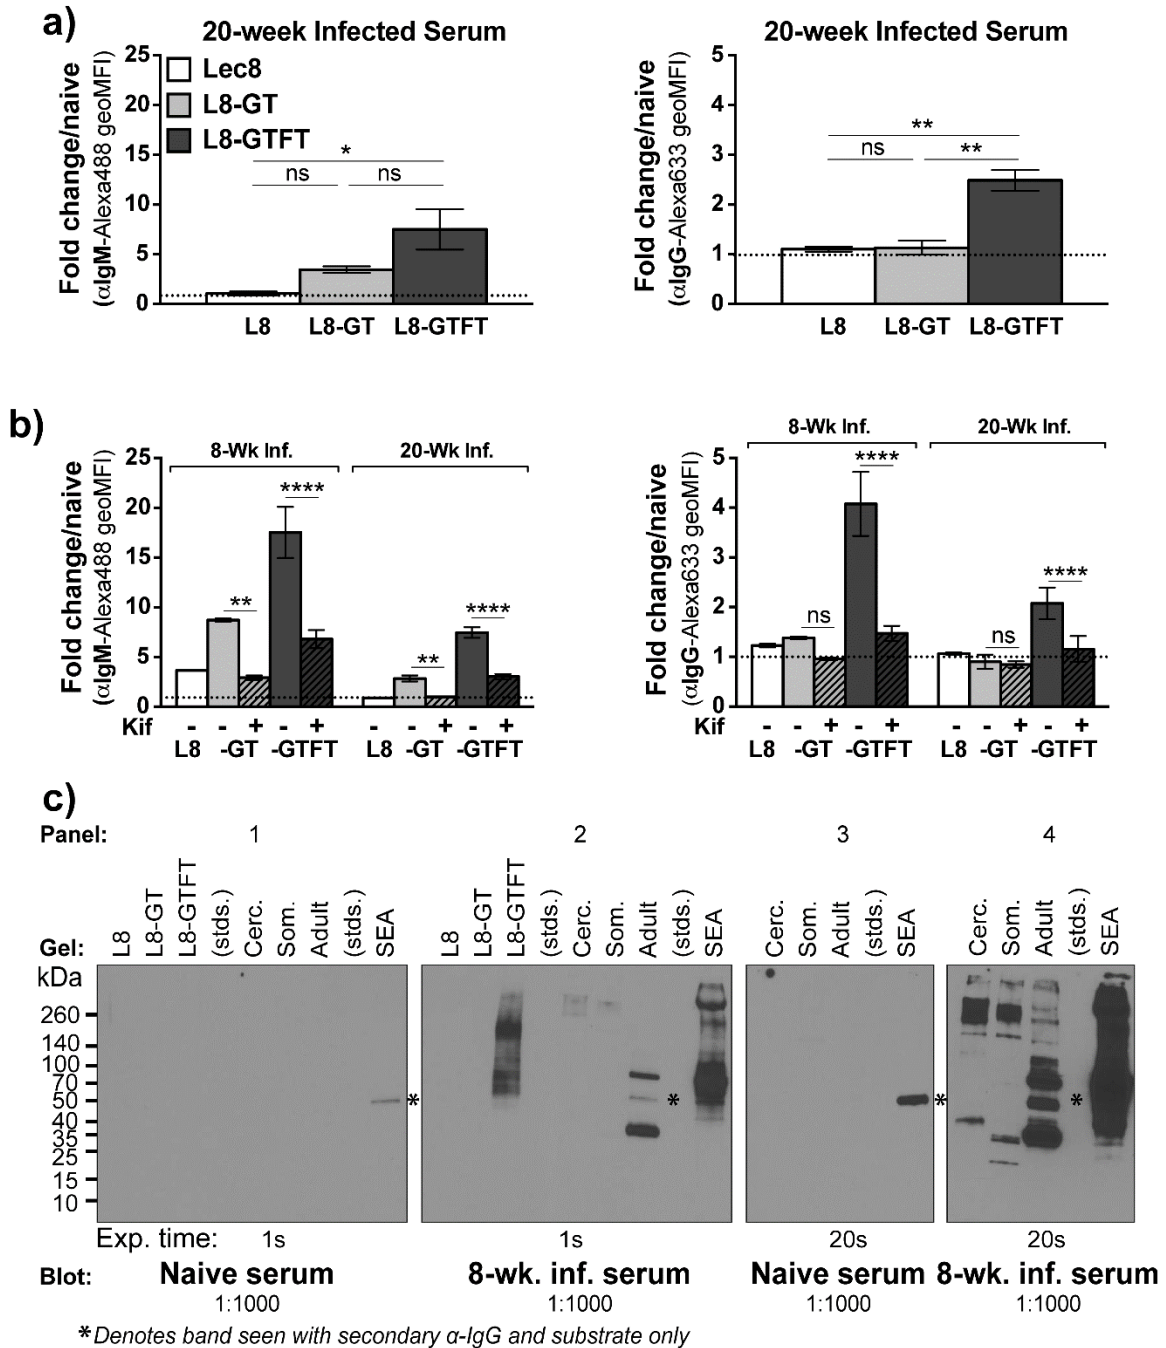 a)
20-week Infected Serum
20-week Infected Serum
Fold change/naive
(αIgM-Alexa488 geoMFI)
25
20
15
10
5
0
Lec8
L8-GT
L8-GTFT
*
ns
ns
L8
L8-GT
L8-GTFT
Fold change/naive
(αIgG-Alexa633 geoMFI)
5
4
3
2
1
0
**
ns
**
L8
L8-GT
L8-GTFT
b)
8-Wk Inf.
20-Wk Inf.
Fold change/naive
(αIgM-Alexa488 geoMFI)
25
20
15
10
5
0
**
****
**
****
Kif
- - + - + - - + - +
L8 -GT -GTFT L8 -GT -GTFT
8-Wk Inf.
20-Wk Inf.
Fold change/naive
(αIgG-Alexa633 geoMFI)
5
4
3
2
1
0
ns
****
ns
****
- - + - + - - + - +
L8 -GT -GTFT L8 -GT -GTFT
c)
Panel: 1 2 3 4
Gel:
L8
L8-GT
L8-GTFT
(stds.)
Cerc.
Som.
Adult
(stds.)
SEA
L8
L8-GT
L8-GTFT
(stds.)
Cerc.
Som.
Adult
(stds.)
SEA
Cerc.
Som.
Adult
(stds.)
SEA
Cerc.
Som.
Adult
(stds.)
SEA
kDa
260
140
100
70
50
40
35
25
15
10
*
*
*
*
Exp. time: 1s 1s 20s 20s
Blot: Naive serum 8-wk. inf. serum Naive serum 8-wk. inf. serum
1:1000 1:1000 1:1000 1:1000
*Denotes band seen with secondary α-IgG and substrate only